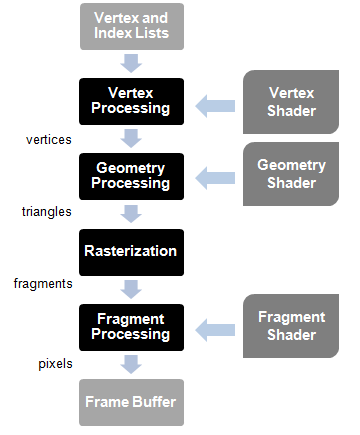 Vertex and
Index Lists
Vertex
Processing
Vertex
Shader
vertices
Geometry
Processing
Geometry
Shader
triangles
Rasterization
fragments
Fragment
Processing
Fragment
Shader
pixels
Frame Buffer